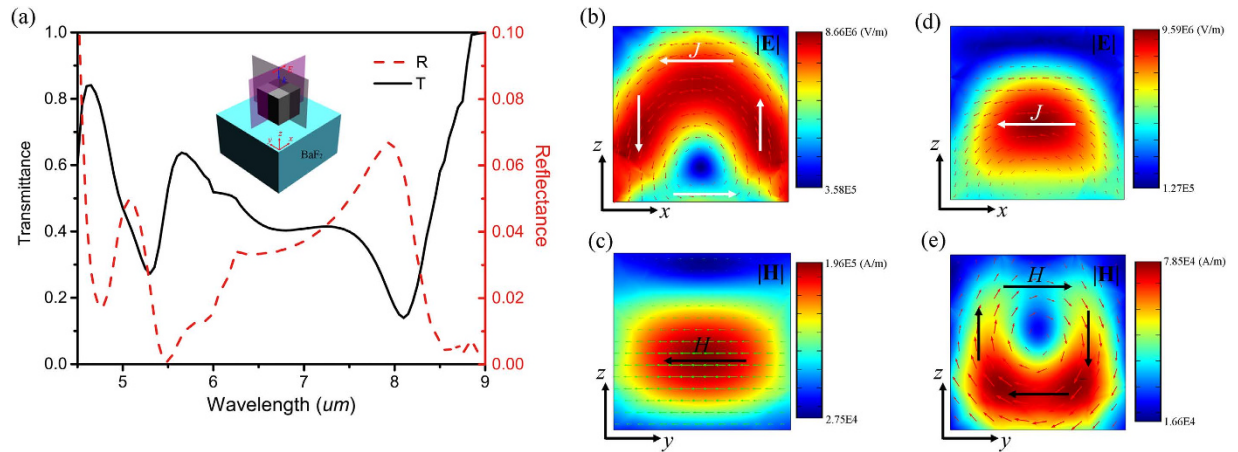 (a)
1.0
0.8
0.6
0.4
0.2
0.0
Transmittance
5
6
7
8
9
Wavelength (um)
0.10
0.08
0.06
0.04
0.02
0.00
Reflectance
R
T
BaF₂
(b)
|E|
J
z
x
8.66E6 (V/m)
3.58E5
(c)
|H|
H
z
y
1.96E5 (A/m)
2.75E4
(d)
|E|
J
z
x
9.59E6 (V/m)
1.27E5
(e)
|H|
H
z
y
7.85E4 (A/m)
1.66E4